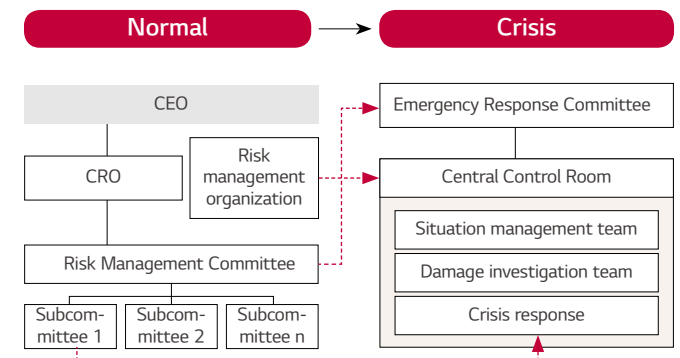 Normal
Crisis
CEO
Emergency Response Committee
CRO
Risk
management
organization
Central Control Room
Situation management team
Risk Management Committee
Damage investigation team
Subcom-
mittee 1
Subcom-
mittee 2
Subcom-
mittee n
Crisis response